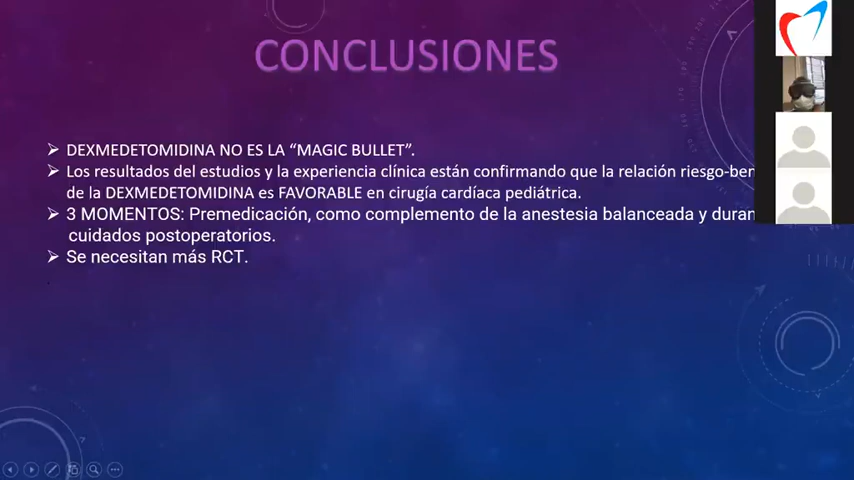 CONCLUSIONES
DEXMEDETOMIDINA NO ES LA “MAGIC BULLET”.
Los resultados del estudios y la experiencia clínica están confirmando que la relación riesgo-ben
de la DEXMEDETOMIDINA es FAVORABLE en cirugía cardíaca pediátrica.
3 MOMENTOS: Premedicación, como complemento de la anestesia balanceada y duran
cuidados postoperatorios.
Se necesitan más RCT.